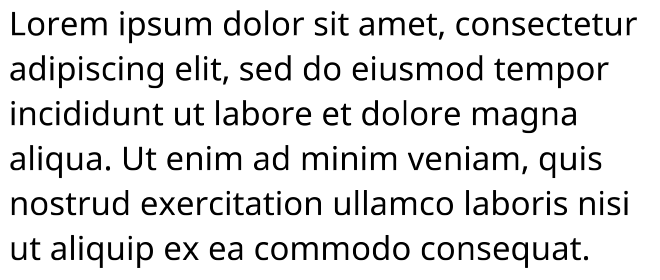 Lorem ipsum dolor sit amet, consectetur
adipiscing elit, sed do eiusmod tempor
incididunt ut labore et dolore magna
aliqua. Ut enim ad minim veniam, quis
nostrud exercitation ullamco laboris nisi
ut aliquip ex ea commodo consequat.